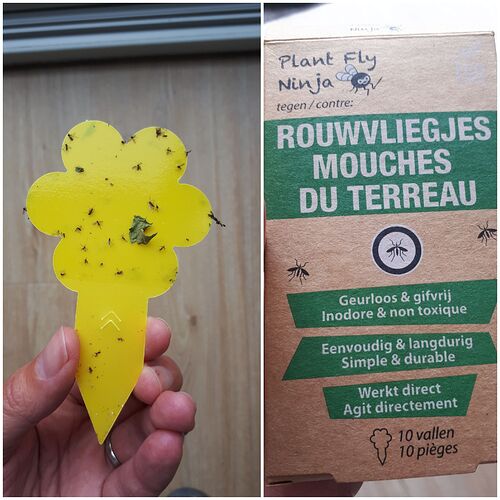 Plant Fly
Ninja
tegen / contre:
ROUWVLIEGJES
MOUCHES
DU TERREAU
Geurloos & gifvrij
Inodore & non toxique
Eenvoudig & langdurig
Simple & durable
Werkt direct
Agit directement
10 vallen
10 pièges